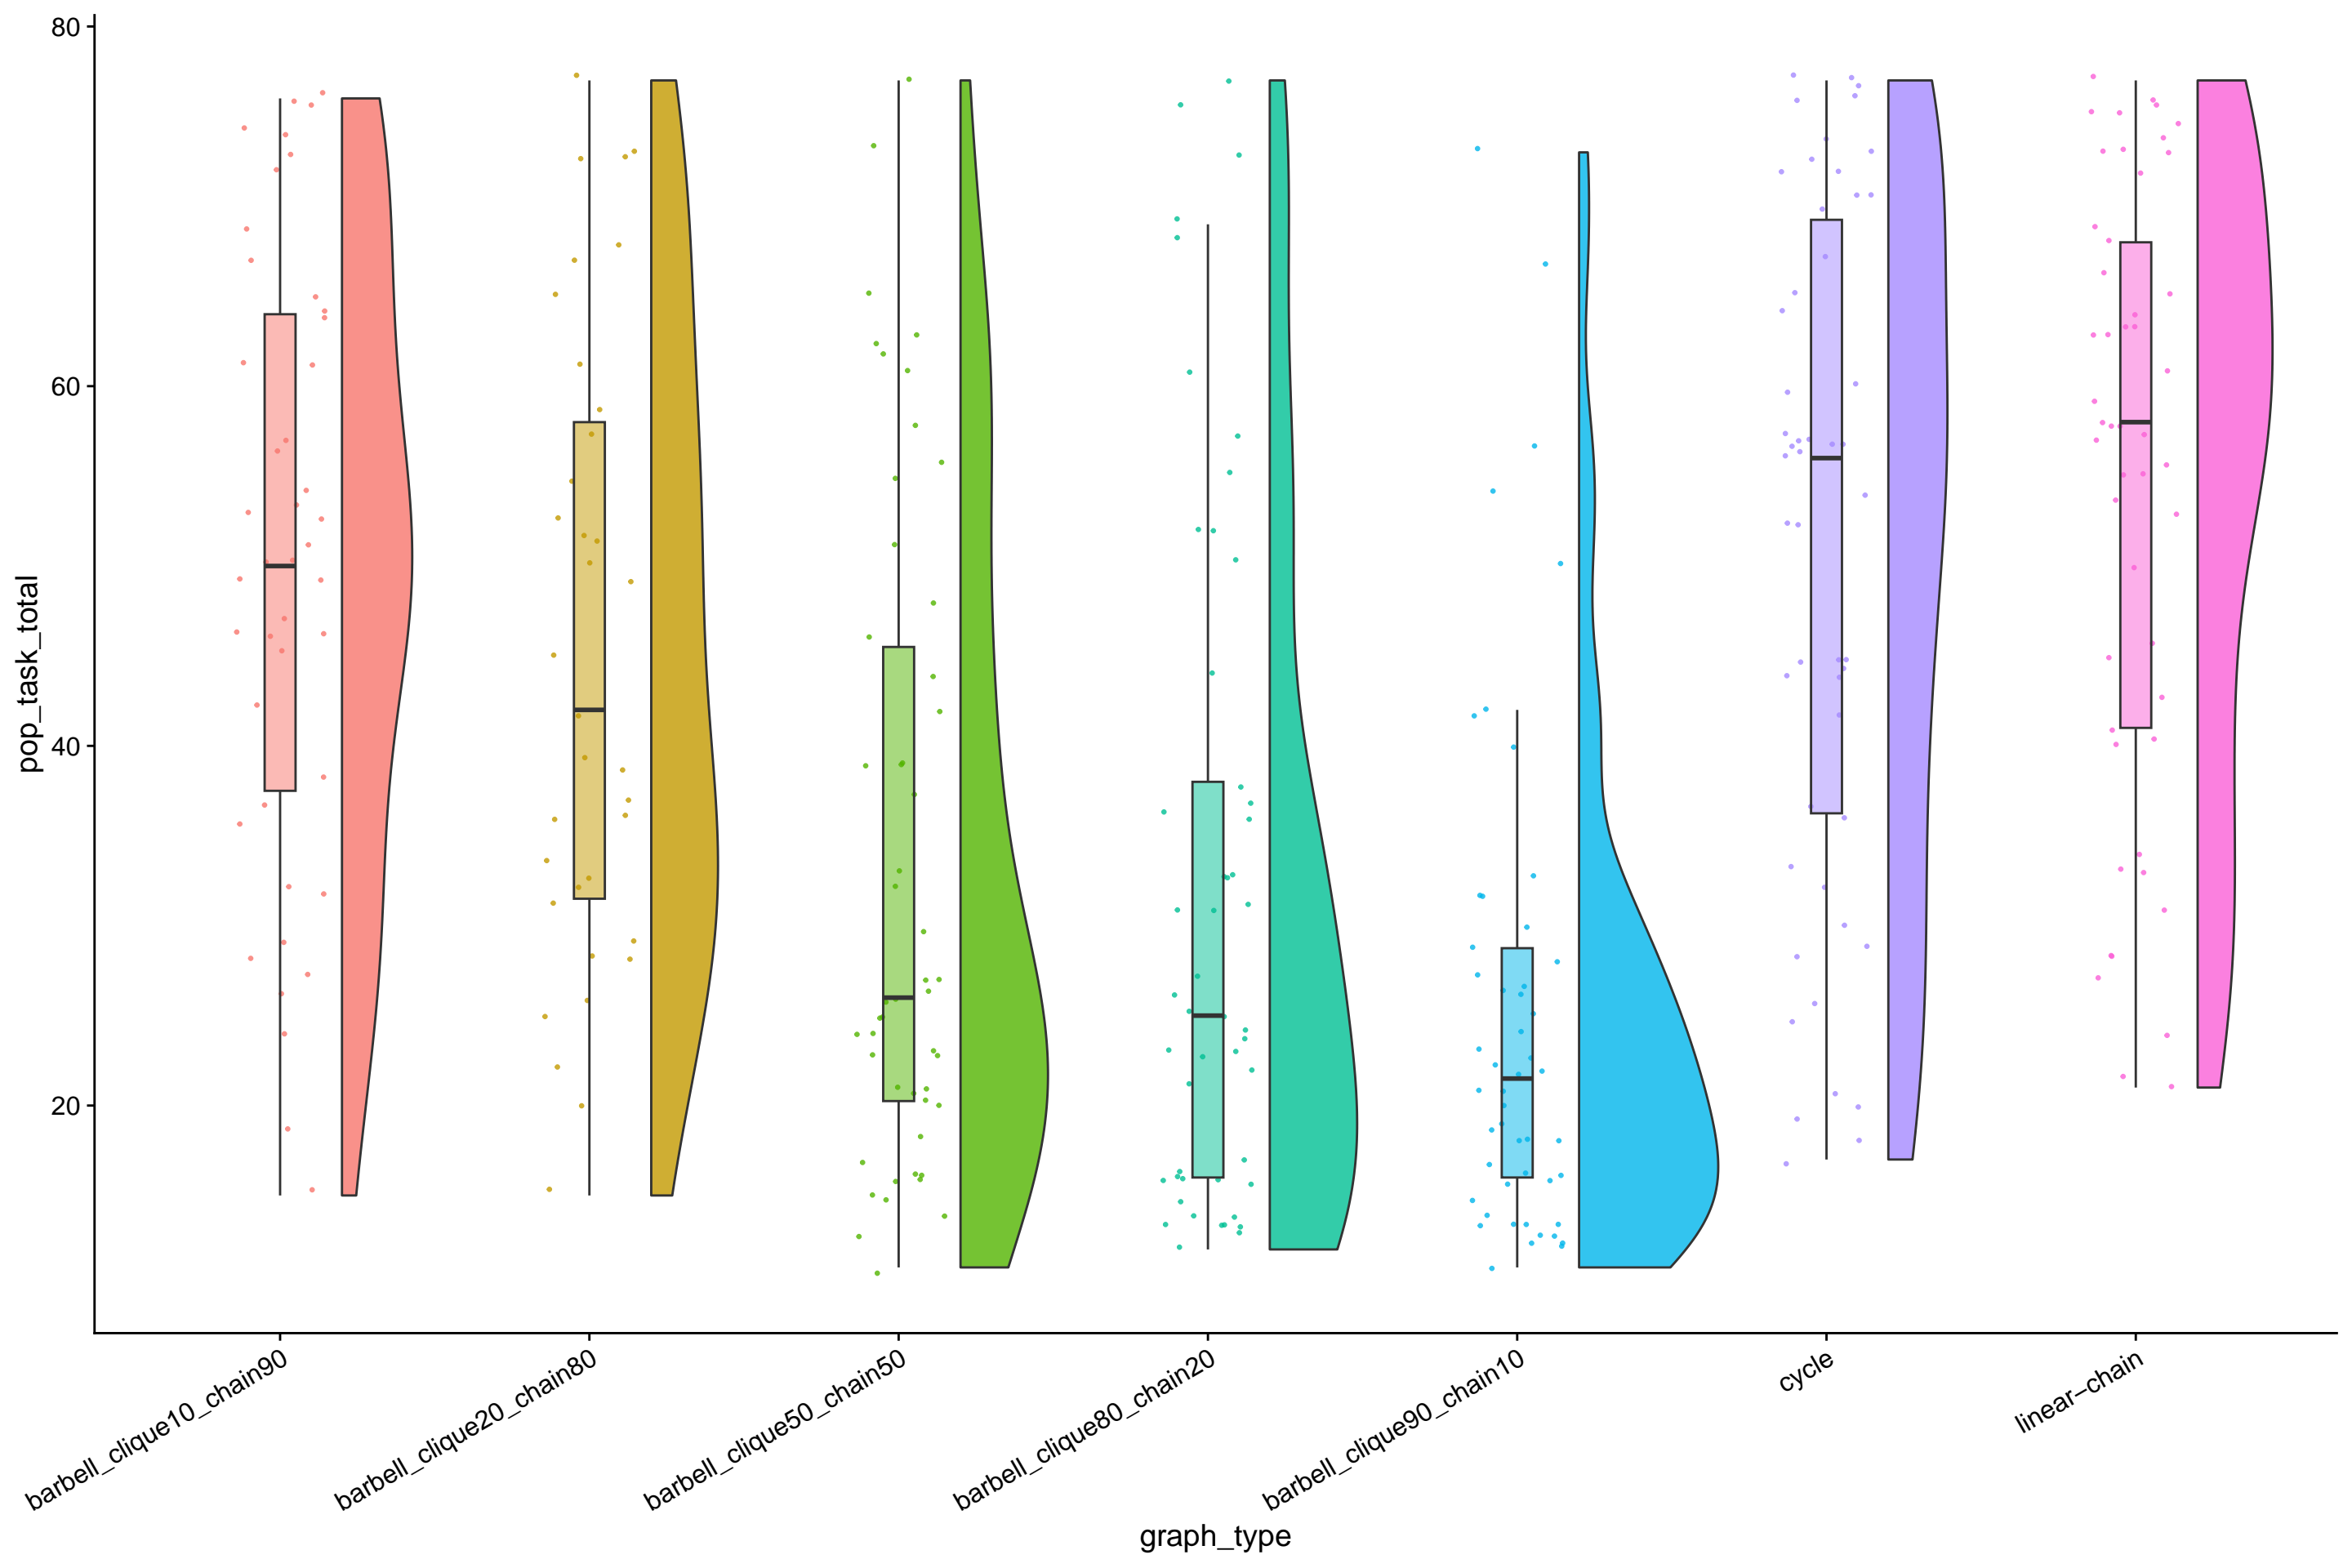 80
60
40
20
pop_task_total
barbell_clique10_chain90
barbell_clique20_chain80
barbell_clique50_chain50
barbell_clique80_chain20
barbell_clique90_chain10
cycle
linear−chain
graph_type